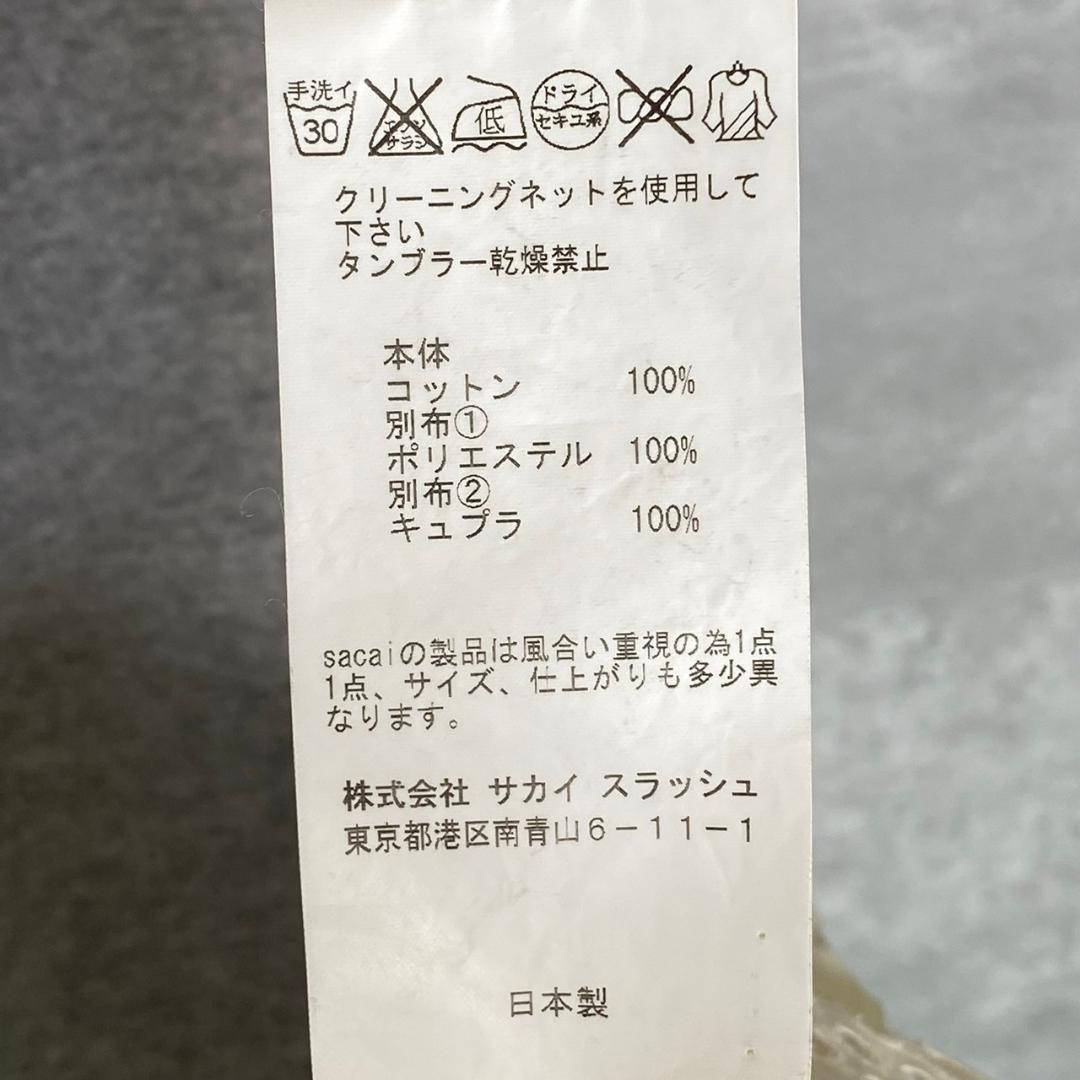 手洗イ
30
エンソ
サラシ
低
ドライ
セキユ系
クリーニングネットを使用して
下さい
タンブラー乾燥禁止
本体
コットン 100%
別布①
ポリエステル 100%
別布②
キュプラ 100%
sacaiの製品は風合い重視の為1点
1点、サイズ、仕上がりも多少異
なります。
株式会社 サカイ スラッシュ
東京都港区南青山6-11-1
日本製